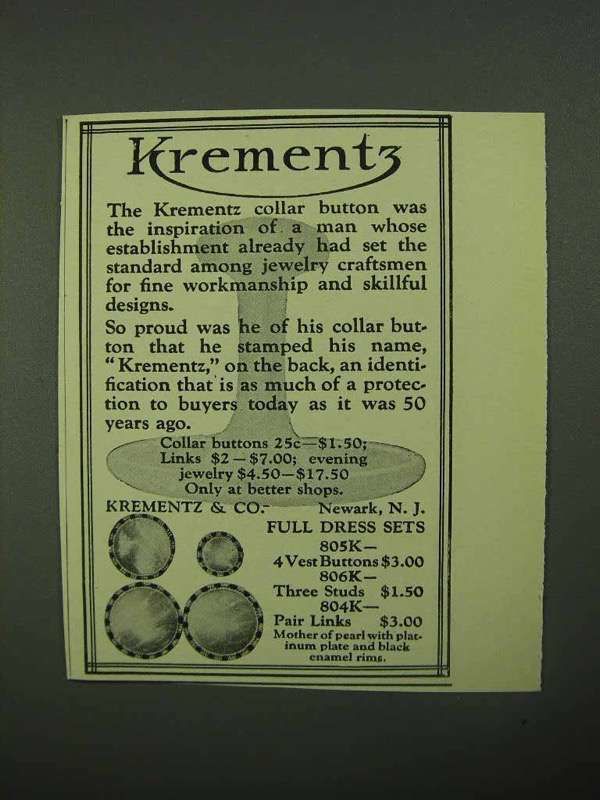 Krementz
The Krementz collar button was
the inspiration of a man whose
establishment already had set the
standard among jewelry craftsmen
for fine workmanship and skillful
designs.
So proud was he of his collar but-
ton that he stamped his name,
"Krementz," on the back, an identi-
fication that is as much of a protec-
tion to buyers today as it was 50
years ago.
Collar buttons 25c—$1.50;
Links $2—$7.00; evening
jewelry $4.50—$17.50
Only at better shops.
KREMENTZ & CO.- Newark, N. J.
FULL DRESS SETS
805K—
4 Vest Buttons $3.00
806K—
Three Studs $1.50
804K—
Pair Links $3.00
Mother of pearl with plat-
inum plate and black
enamel rims.